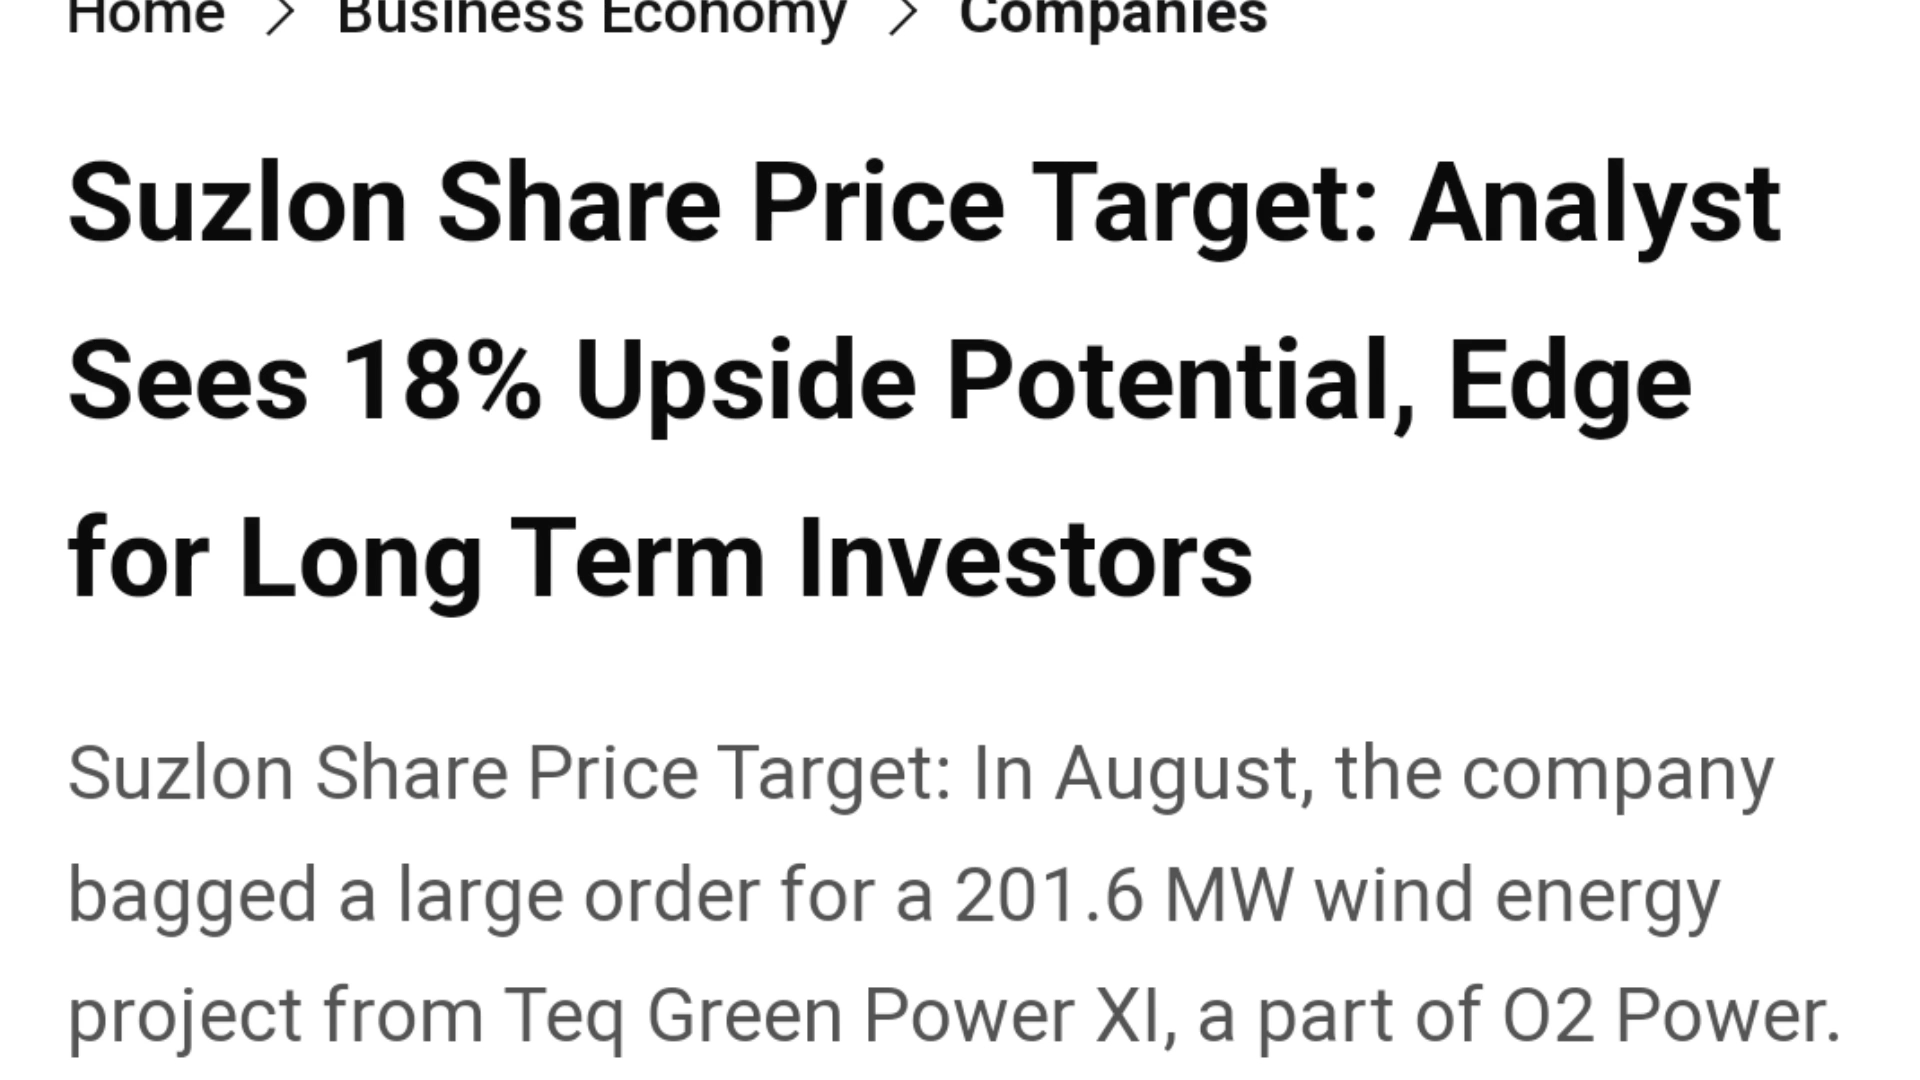 Home > Business Economy > Companies
Suzlon Share Price Target: Analyst
Sees 18% Upside Potential, Edge
for Long Term Investors
Suzlon Share Price Target: In August, the company
bagged a large order for a 201.6 MW wind energy
project from Teq Green Power XI, a part of O2 Power.